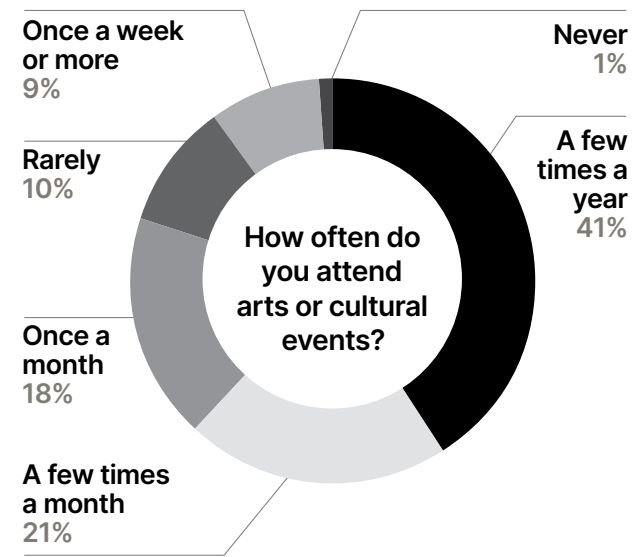 Once a week
or more
9%
Never
1%
A few
times a
year
41%
Rarely
10%
How often do
you attend
arts or cultural
events?
Once a
month
18%
A few times
a month
21%